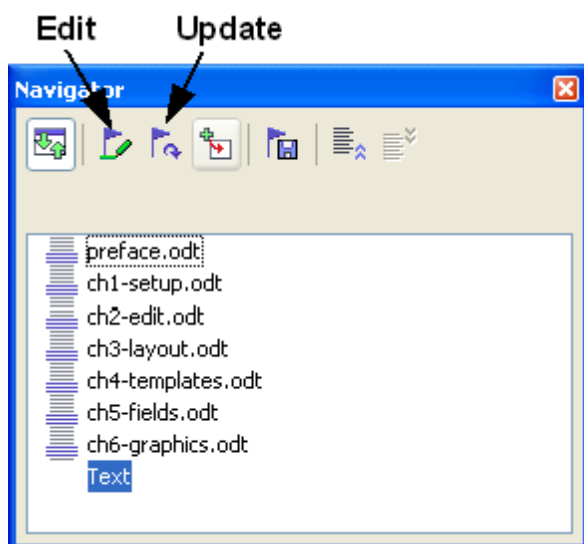 Edit Update
Navigator
preface.odt
ch1-setup.odt
ch2-edit.odt
ch3-layout.odt
ch4-templates.odt
ch5-fields.odt
ch6-graphics.odt
Text